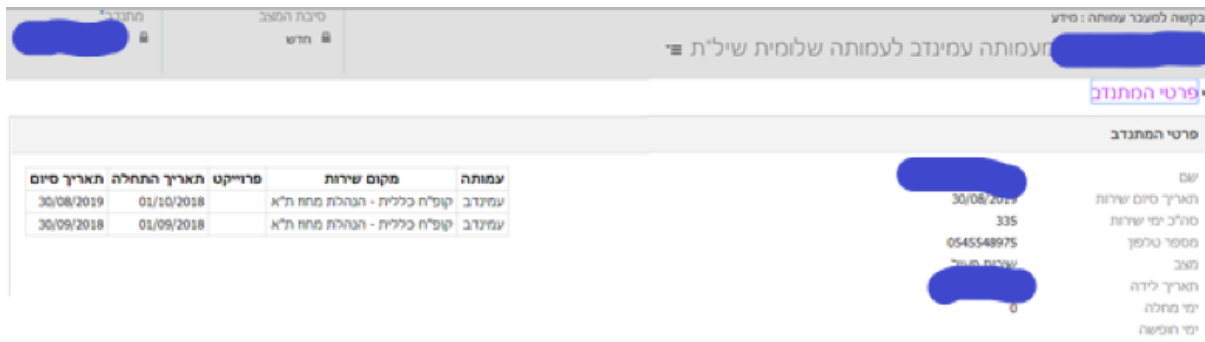 בקשה למעבר עמותה : מידע
מעמותה עמינדב לעמותה שלומית שיל"ת
סיבת המצב
חדש
מתנדב*
פרטי המתנדב
פרטי המתנדב
שם
תאריך סיום שירות 30/08/2019
סה"כ ימי שירות 335
מספר טלפון 0545548975
מצב שירות פעיל
תאריך לידה
ימי מחלה 0
ימי חופשה
עמותה מקום שירות פרוייקט תאריך התחלה תאריך סיום
עמינדב קופ"ח כללית - הנהלת מחוז ת"א 01/10/2018 30/08/2019
עמינדב קופ"ח כללית - הנהלת מחוז ת"א 01/09/2018 30/09/2018